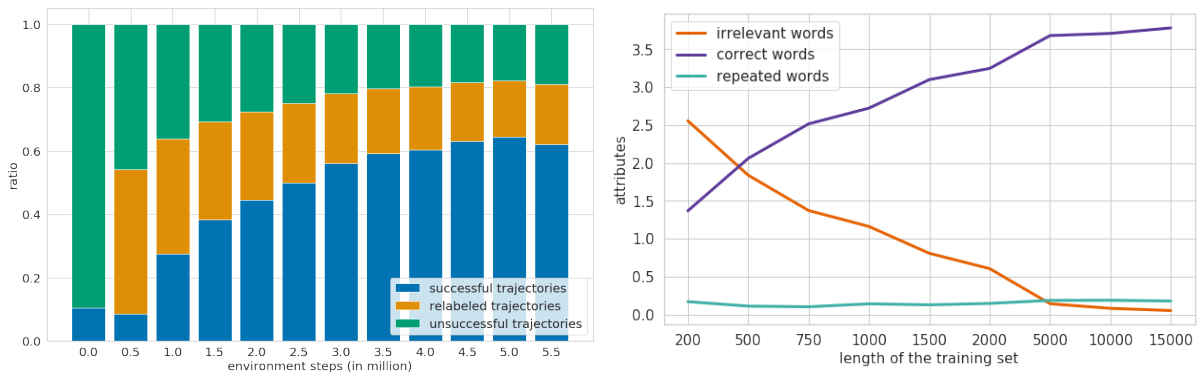 1.0
0.8
0.6
0.4
0.2
0.0
ratio
successful trajectories
relabeled trajectories
unsuccessful trajectories
0.0 0.5 1.0 1.5 2.0 2.5 3.0 3.5 4.0 4.5 5.0 5.5
environment steps (in million)
irrelevant words
correct words
repeated words
3.5
3.0
2.5
2.0
1.5
1.0
0.5
0.0
attributes
200 500 750 1000 1500 2000 5000 10000 15000
length of the training set